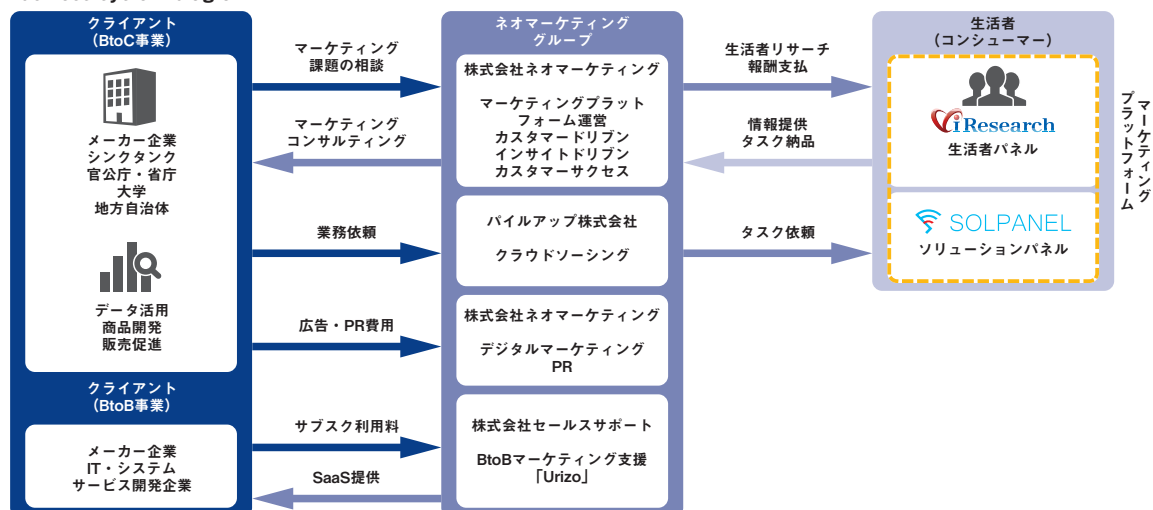 クライアント
(BtoC事業)
メーカー企業
シンクタンク
官公庁・省庁
大学
地方自治体
データ活用
商品開発
販売促進
クライアント
(BtoB事業)
メーカー企業
IT・システム
サービス開発企業
マーケティング
課題の相談
マーケティング
コンサルティング
業務依頼
広告・PR費用
サブスク利用料
SaaS提供
ネオマーケティング
グループ
株式会社ネオマーケティング
マーケティングプラット
フォーム運営
カスタマードリブン
インサイトドリブン
カスタマーサクセス
パイルアップ株式会社
クラウドソーシング
株式会社ネオマーケティング
デジタルマーケティング
PR
株式会社セールスサポート
BtoBマーケティング支援
「Urizo」
生活者リサーチ
報酬支払
情報提供
タスク納品
タスク依頼
生活者
(コンシューマー)
iResearch
生活者パネル
SOLPANEL
ソリューションパネル
マーケティング
プラットフォーム